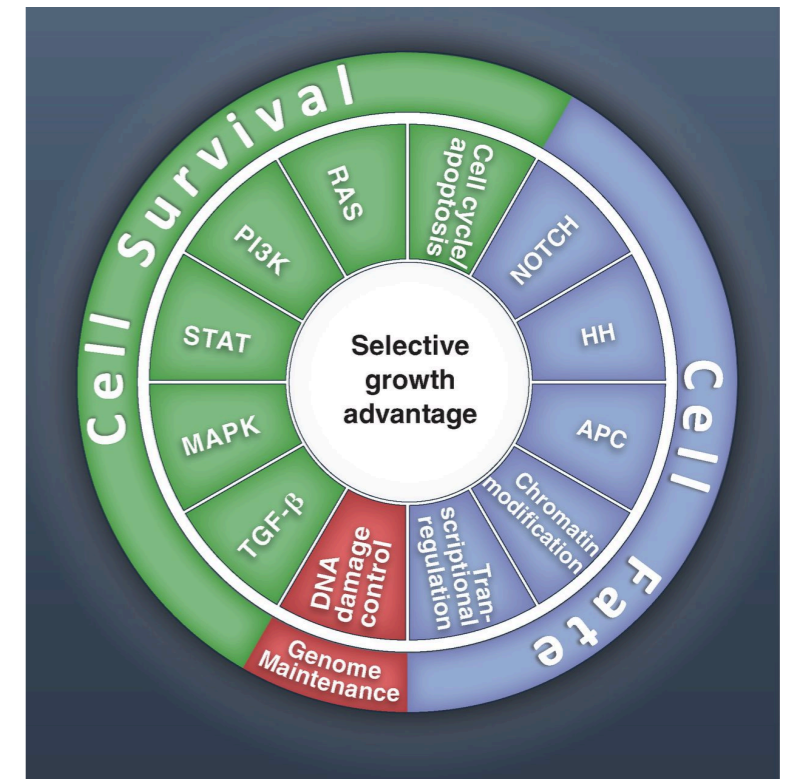 Cell Survival
Cell Fate
Genome
Maintenance
Cell cycle/
apoptosis
NOTCH
HH
APC
Chromatin
modification
Tran-
scriptional
regulation
DNA
damage
control
TGF-β
MAPK
STAT
PI3K
RAS
Selective
growth
advantage